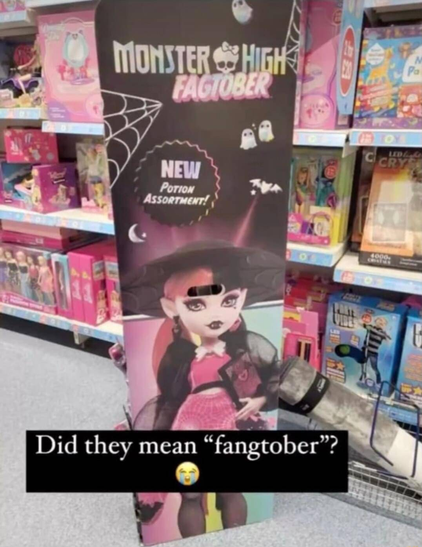 MONSTER HIGH
FAGTOBER
NEW
POTION
ASSORTMENT!
Did they mean “fangtober”?
😭